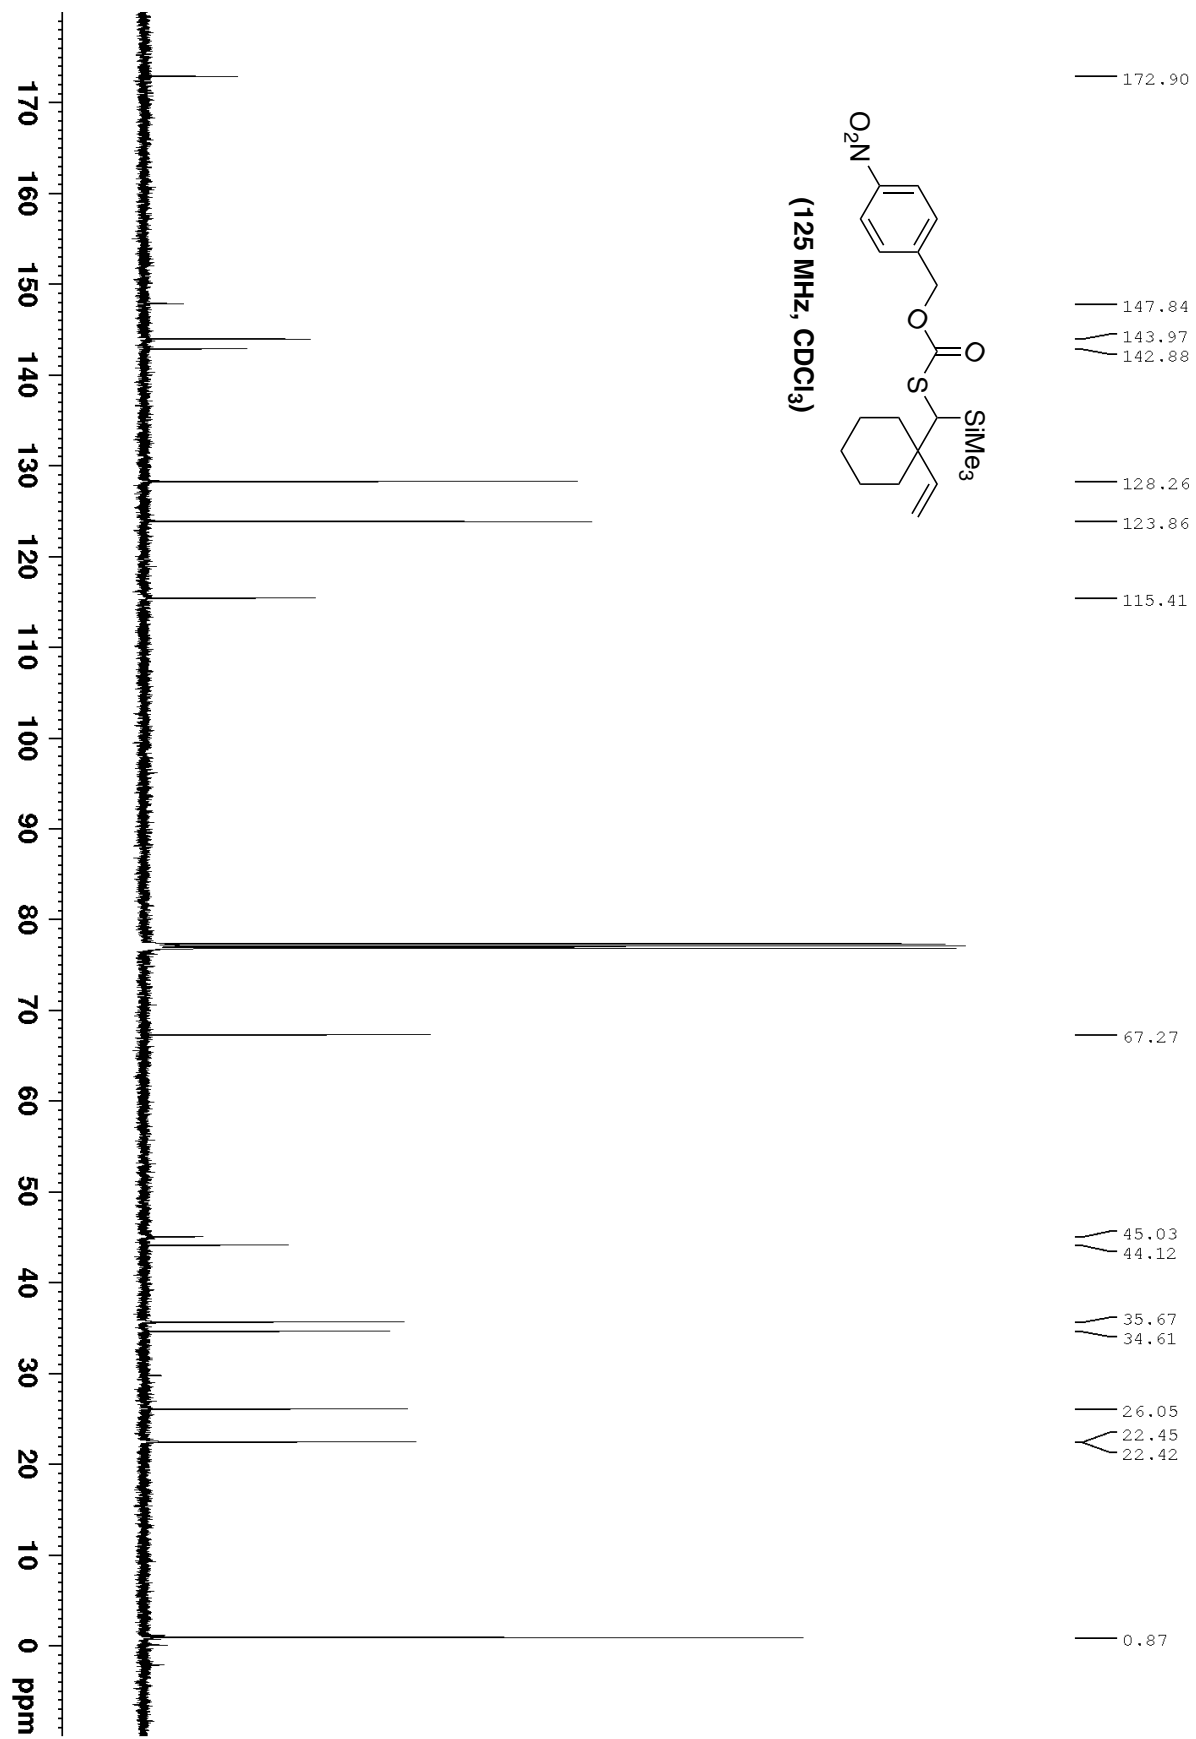 172.90
147.84
143.97
142.88
128.26
123.86
115.41
67.27
45.03
44.12
35.67
34.61
26.05
22.45
22.42
0.87
O₂N
O
O
S
SiMe₃
(125 MHz, CDCl₃)
170 160 150 140 130 120 110 100 90 80 70 60 50 40 30 20 10 0 ppm